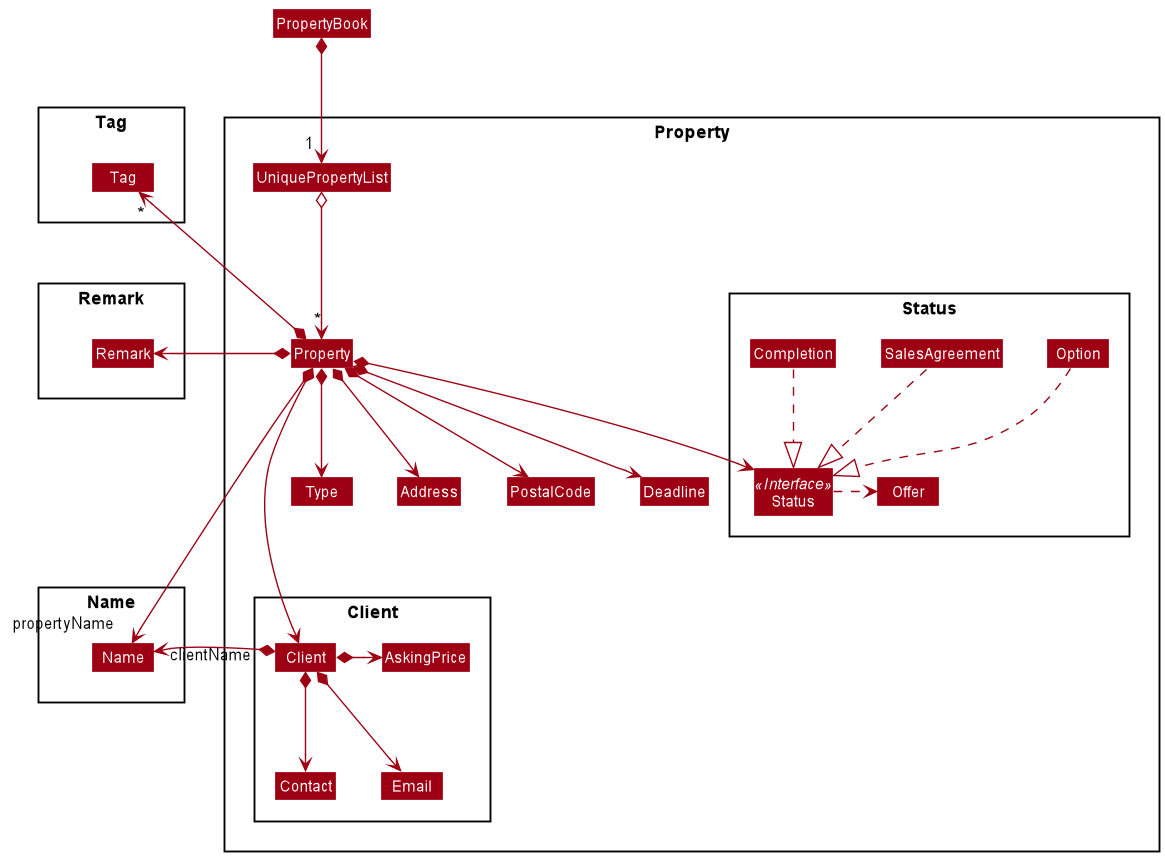 PropertyBook
Tag
Property
1
Tag
UniquePropertyList
*
Remark
Status
*
Remark
Property
Completion
SalesAgreement
Option
Type
Address
PostalCode
Deadline
«Interface»
Status
Offer
Name
Client
propertyName
Name
clientName
Client
AskingPrice
Contact
Email